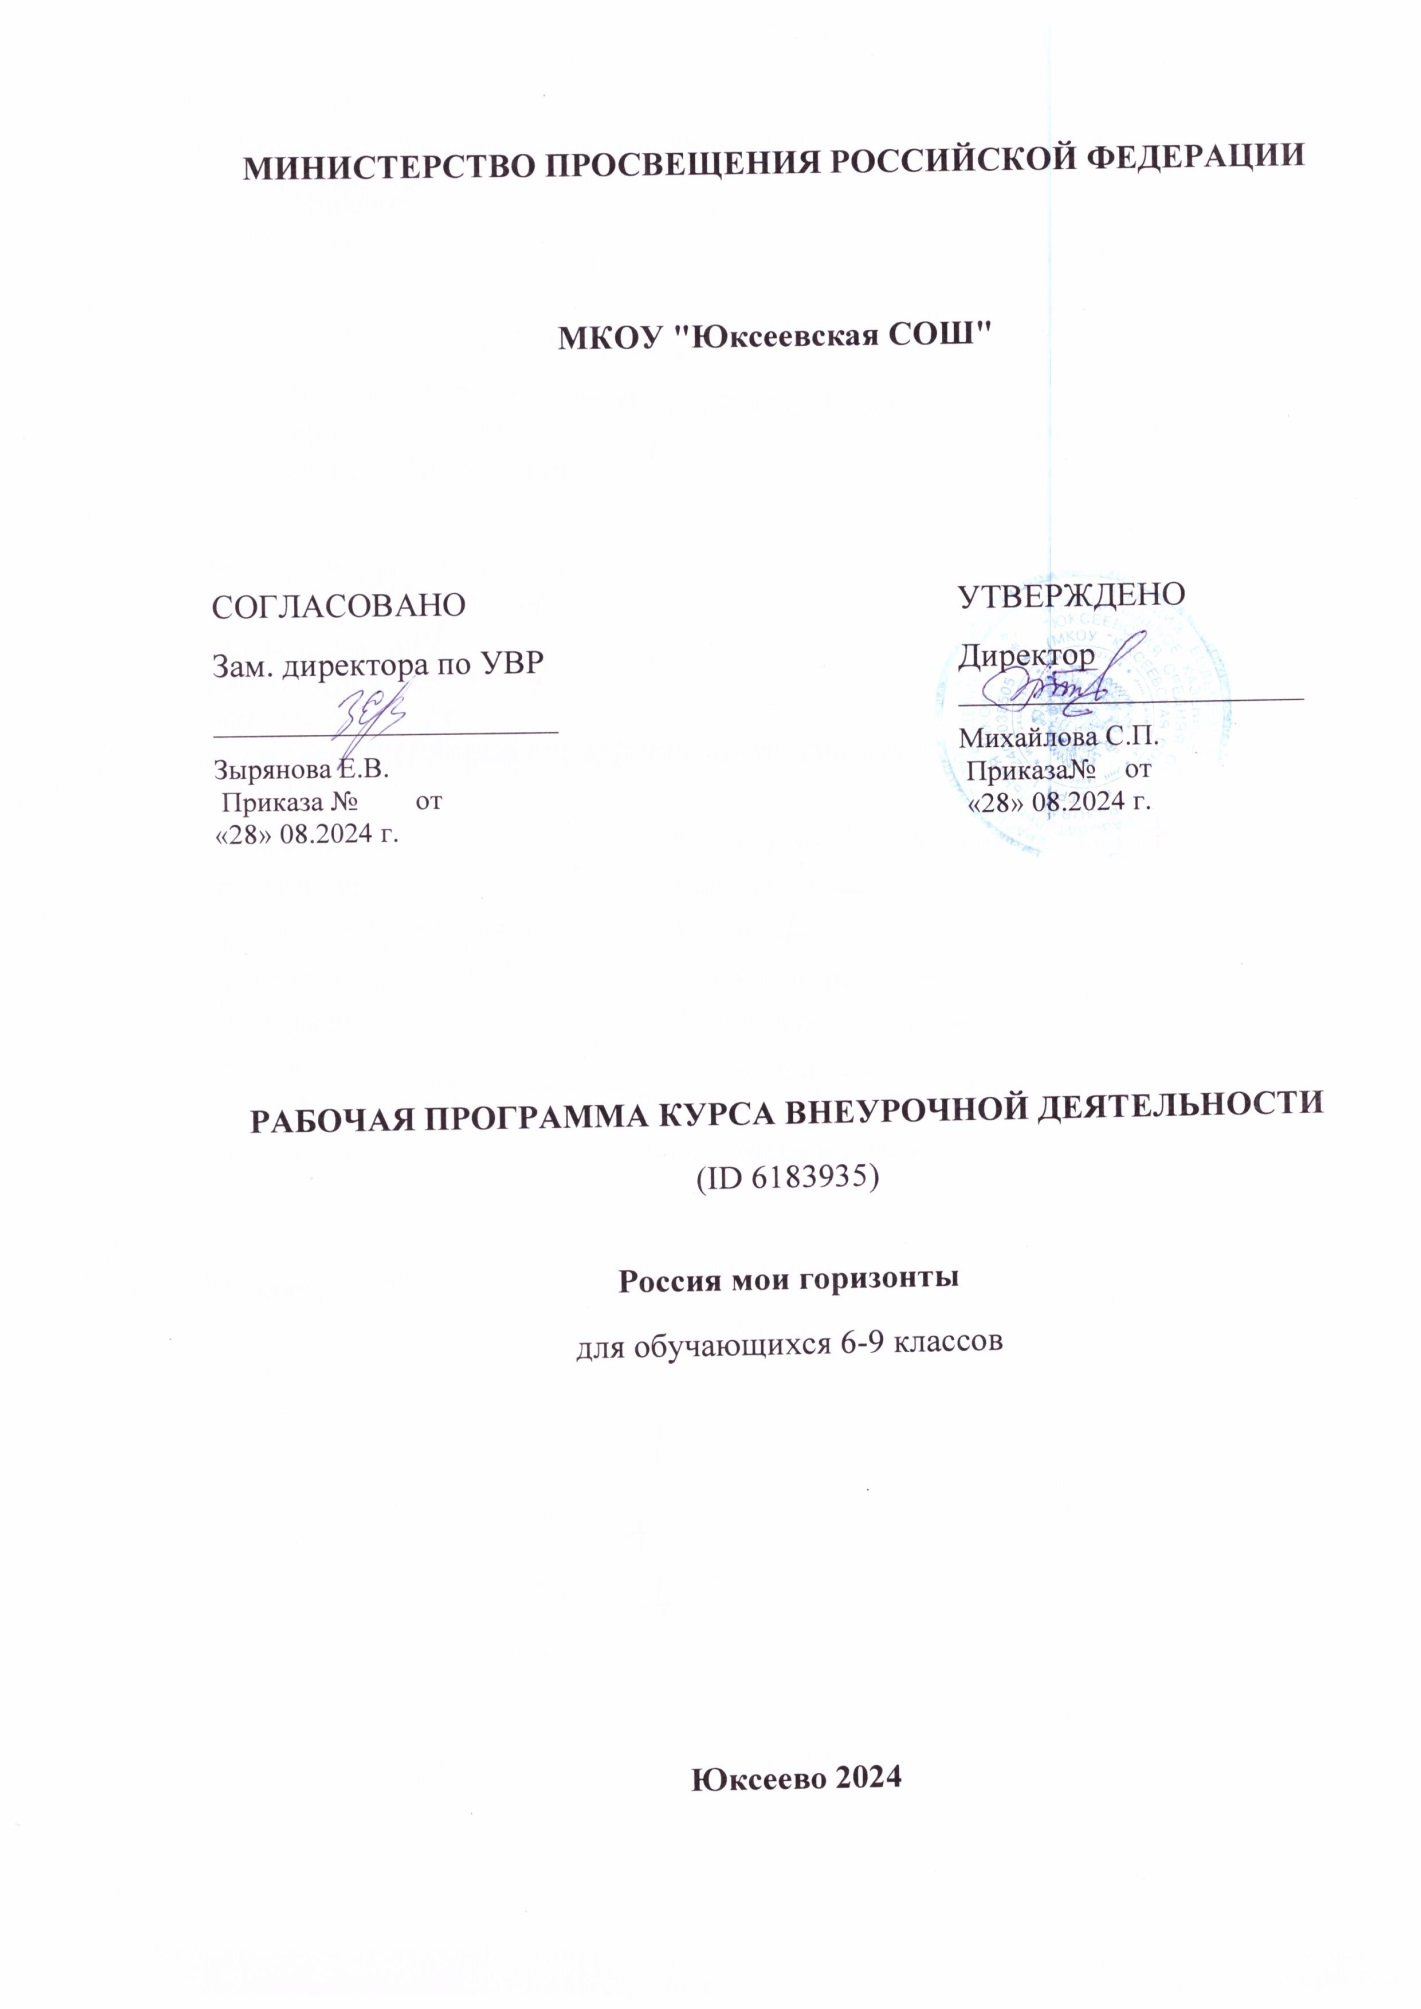 МИНИСТЕРСТВО ПРОСВЕЩЕНИЯ РОССИЙСКОЙ ФЕДЕРАЦИИ
МКОУ "Юксеевская СОШ"
СОГЛАСОВАНО
Зам. директора по УВР
Зырянова Е.В.
Приказа № от
«28» 08.2024 г.
УТВЕРЖДЕНО
Директор
Михайлова С.П.
Приказа№ от
«28» 08.2024 г.
РАБОЧАЯ ПРОГРАММА КУРСА ВНЕУРОЧНОЙ ДЕЯТЕЛЬНОСТИ
(ID 6183935)
Россия мои горизонты
для обучающихся 6-9 классов
Юксеево 2024